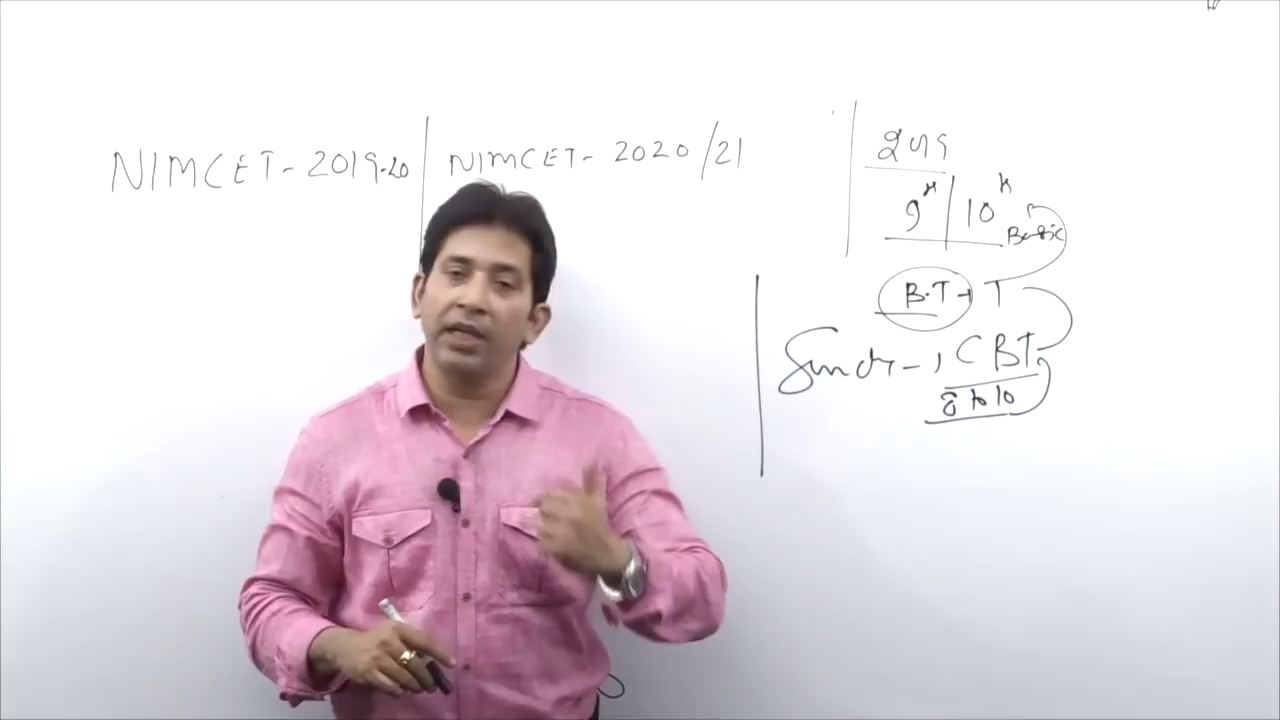 NIMCET - 2019-20
NIMCET - 2020/21
9th | 10th
Basic
B.T → T
CBT
8 to 10